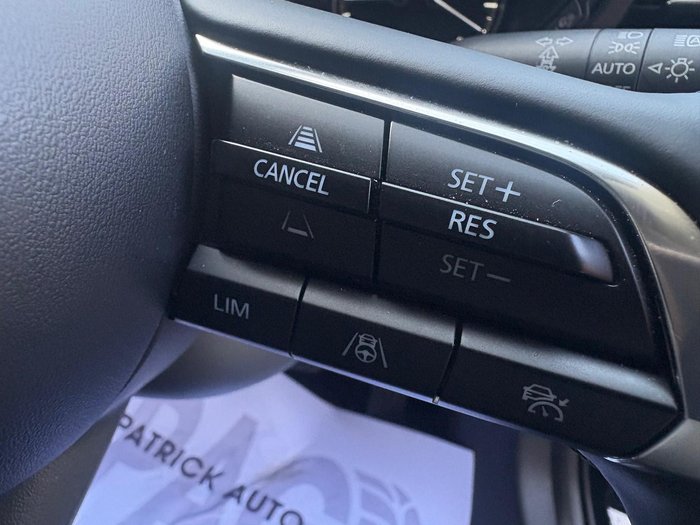 AUTO
CANCEL
SET+
RES
SET-
LIM
PATRICK AUTO